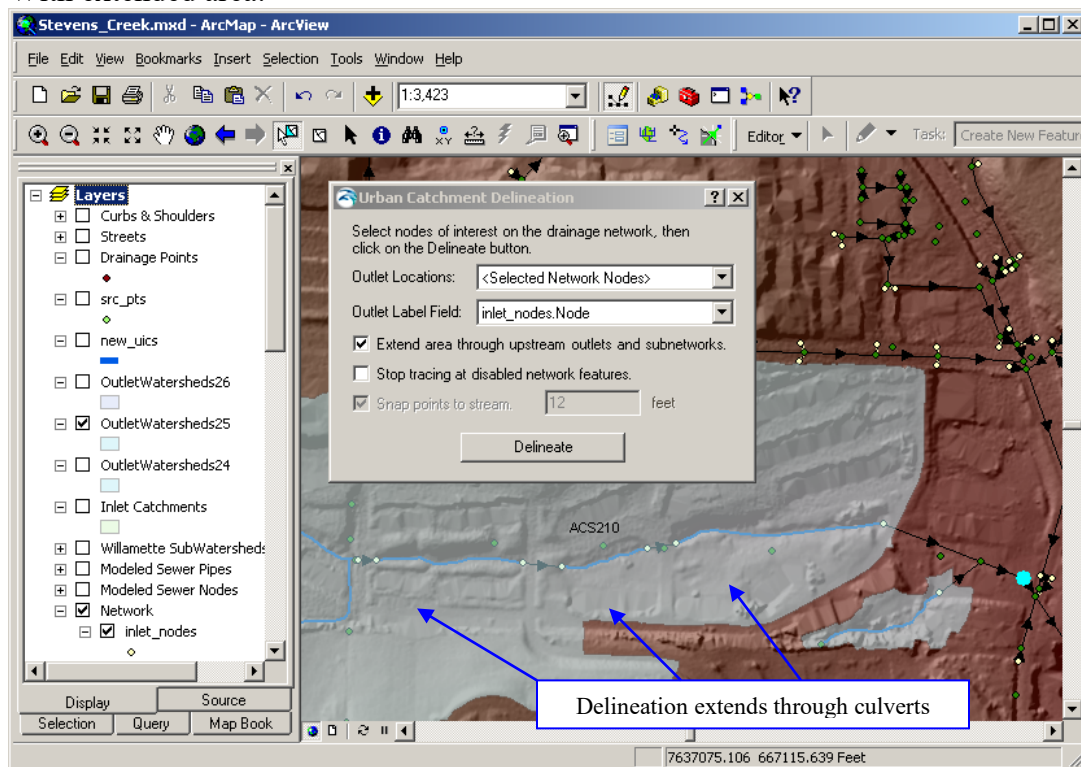 With extended area.
Stevens_Creek.mxd - ArcMap - ArcView
File Edit View Bookmarks Insert Selection Tools Window Help
1:3,423
Editor
Task: Create New Featur
Layers
Curbs & Shoulders
Streets
Drainage Points
src_pts
new_uics
OutletWatersheds26
OutletWatersheds25
OutletWatersheds24
Inlet Catchments
Willamette SubWatersheds
Modeled Sewer Pipes
Modeled Sewer Nodes
Network
inlet_nodes
Display Source
Selection Query Map Book
Urban Catchment Delineation
Select nodes of interest on the drainage network, then
click on the Delineate button.
Outlet Locations: <Selected Network Nodes>
Outlet Label Field: inlet_nodes.Node
Extend area through upstream outlets and subnetworks.
Stop tracing at disabled network features.
Snap points to stream. 12 feet
Delineate
ACS210
Delineation extends through culverts
7637075.106 667115.639 Feet